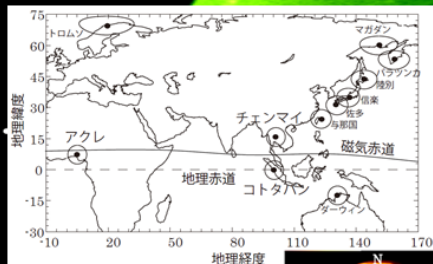 75
60
45
30
15
0
-15
-30
地理緯度
トロムソ
マガダン
パラツンカ
陸別
信楽
佐多
与那国
チェンマイ
アクレ
磁気赤道
地理赤道
コトタバン
ダーウィン
-10
20
50
80
110
140
170
地理経度
N